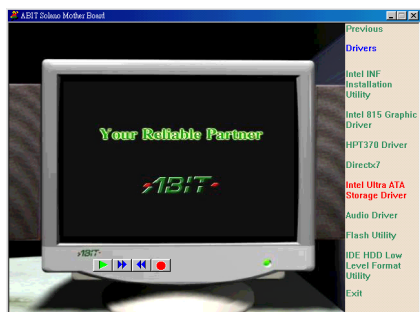 ABIT Solano Mother Board
Previous
Drivers
Intel INF
Installation
Utility
Intel 815 Graphic
Driver
HPT370 Driver
Directx7
Intel Ultra ATA
Storage Driver
Audio Driver
Flash Utility
IDE HDD Low
Level Format
Utility
Exit
Your Reliable Partner
ABIT
ABIT